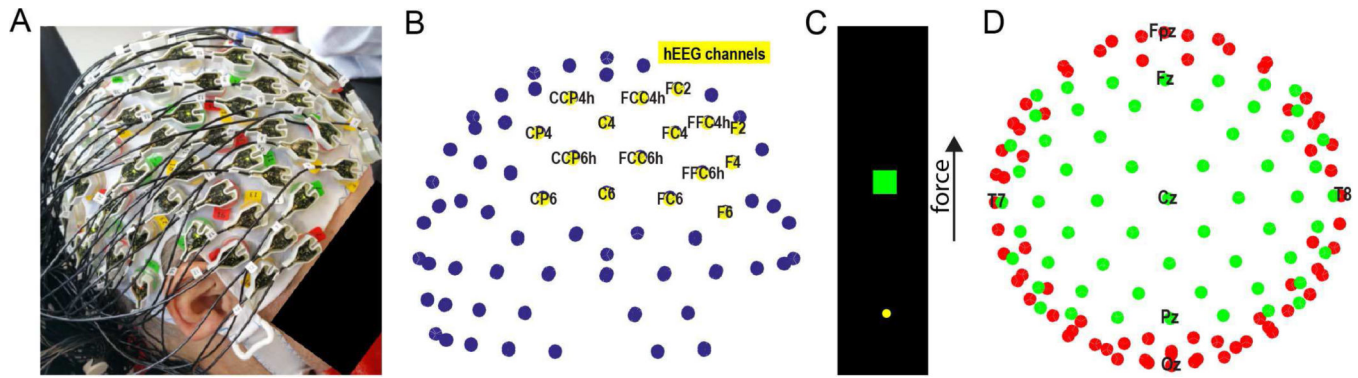 A
B
C
D
hEEG channels
CCP4h
FCC4h
FC2
CP4
C4
FC4
FFC4h
F2
CCP6h
FCC6h
FFC6h
F4
CP6
C6
FC6
F6
force
Fpz
Fz
T7
Cz
T8
Pz
Oz